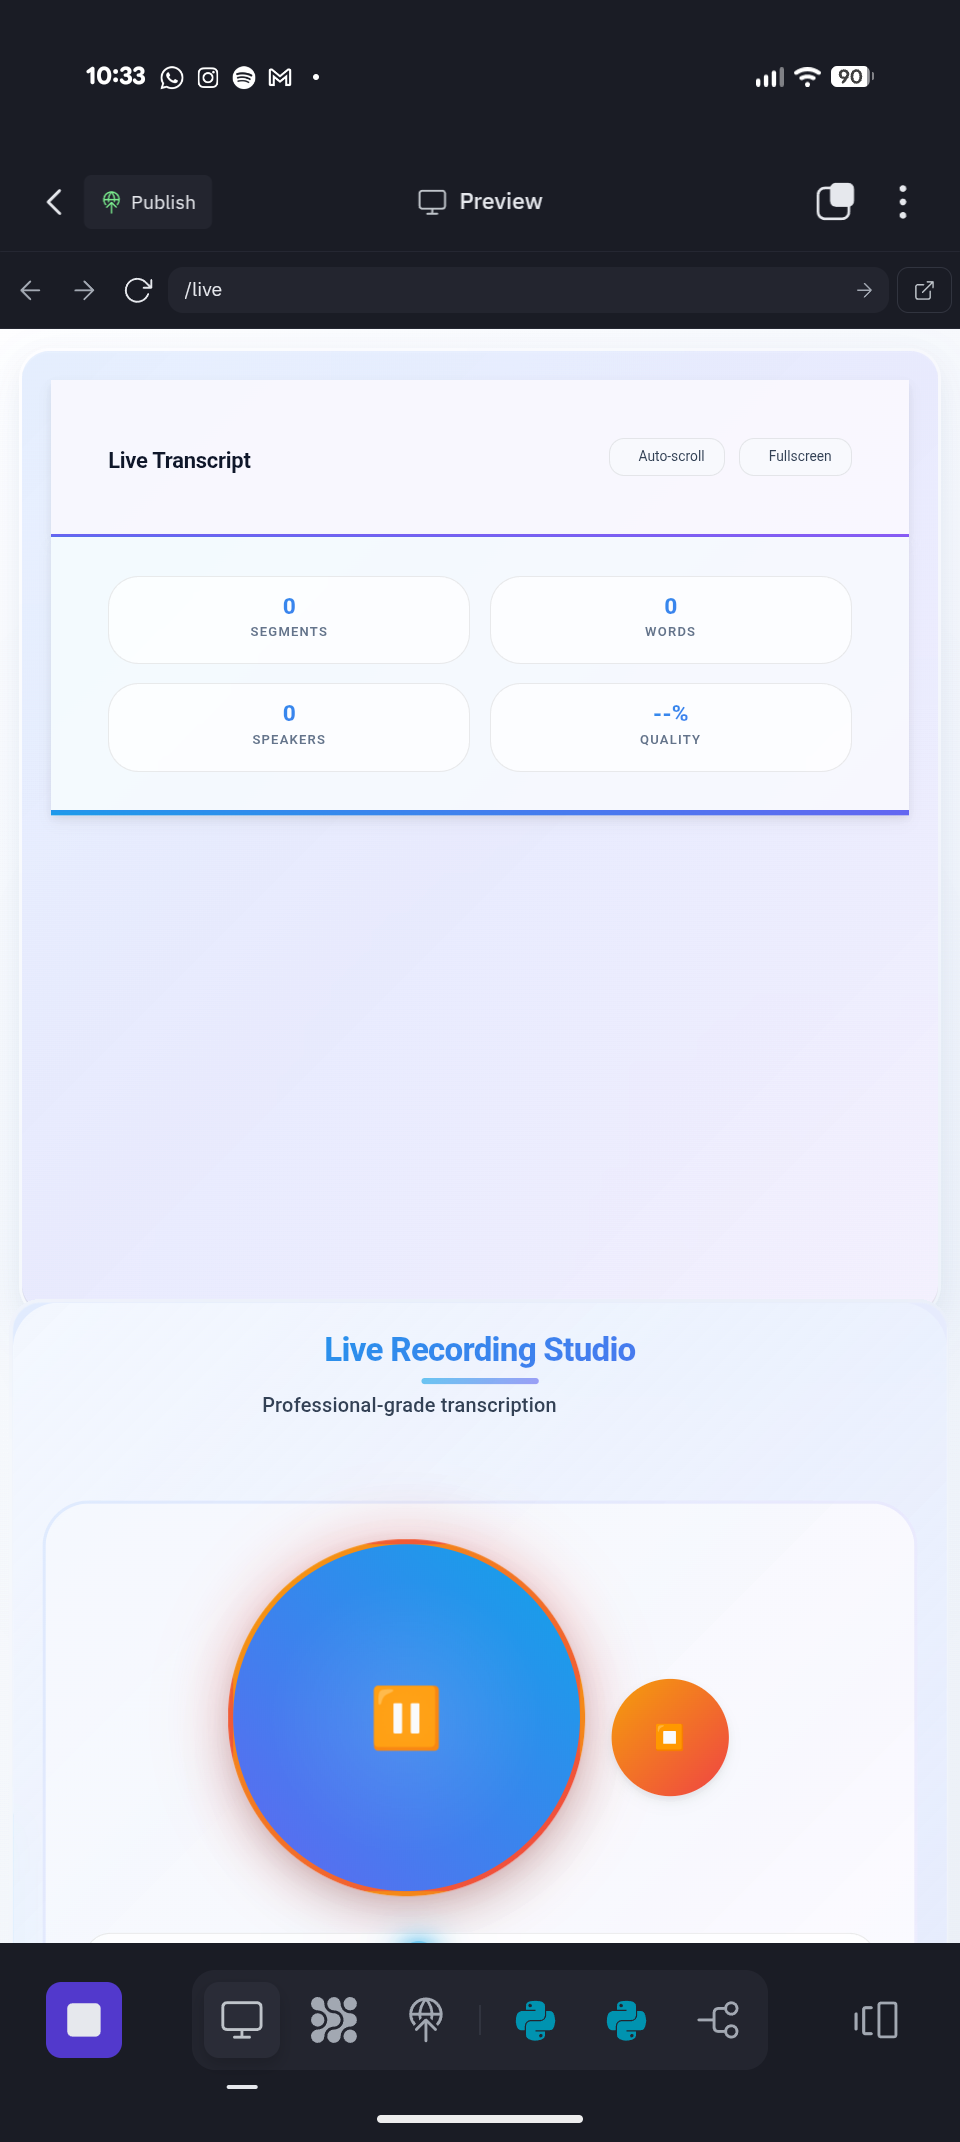 10:33
90
Publish
Preview
/live
Live Transcript
Auto-scroll
Fullscreen
0
SEGMENTS
0
WORDS
0
SPEAKERS
--%
QUALITY
Live Recording Studio
Professional-grade transcription